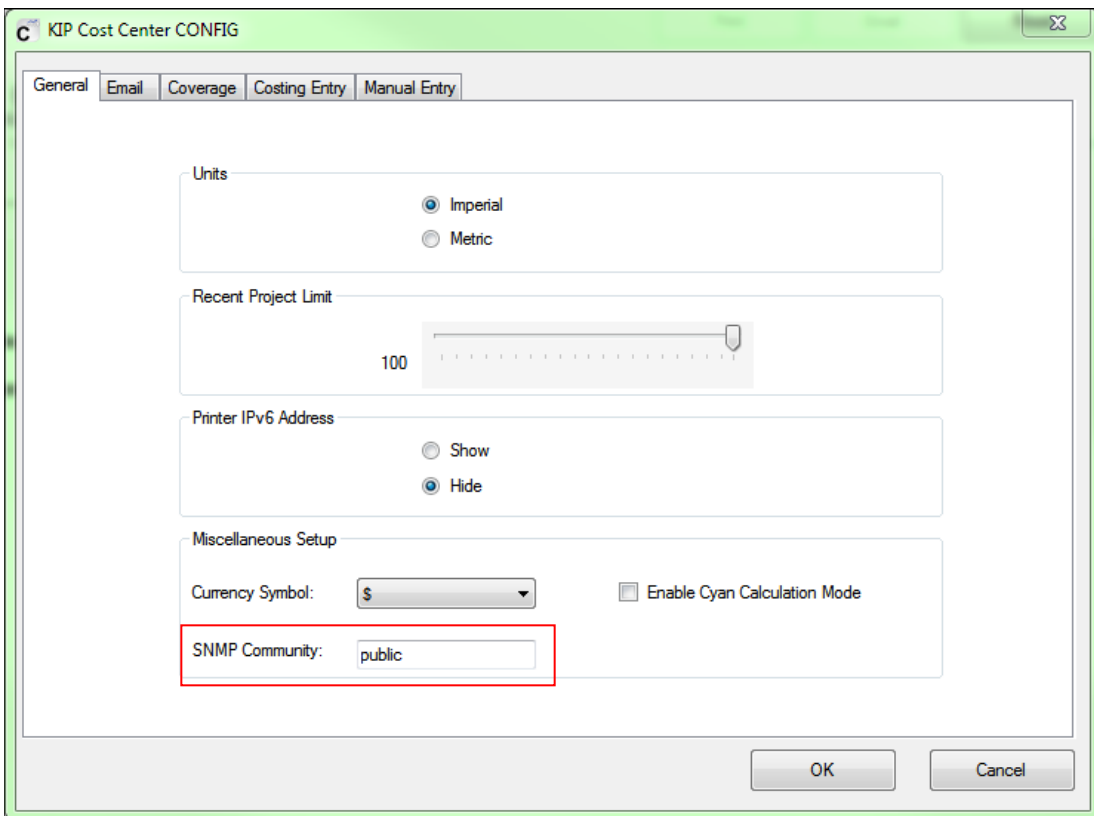 KIP Cost Center CONFIG
General Email Coverage Costing Entry Manual Entry
Units
Imperial
Metric
Recent Project Limit
100
Printer IPv6 Address
Show
Hide
Miscellaneous Setup
Currency Symbol: $ Enable Cyan Calculation Mode
SNMP Community: public
OK Cancel